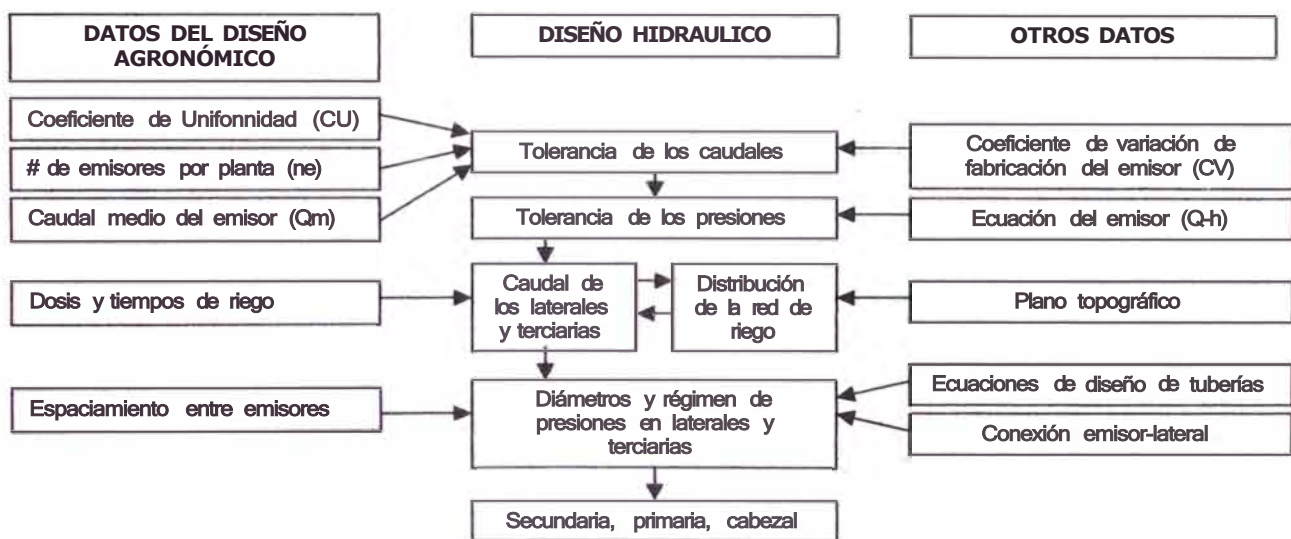 DATOS DEL DISEÑO
AGRONÓMICO
Coeficiente de Unifonnidad (CU)
# de emisores por planta (ne)
Caudal medio del emisor (Qm)
Dosis y tiempos de riego
Espaciamiento entre emisores
DISEÑO HIDRAULICO
Tolerancia de los caudales
Tolerancia de los presiones
Caudal de
los laterales
y terciarias
Distribución
de la red de
riego
Diámetros y régimen de
presiones en laterales y
terciarias
Secundaria, primaria, cabezal
OTROS DATOS
Coeficiente de variación de
fabricación del emisor (CV)
Ecuación del emisor (Q-h)
Plano topográfico
Ecuaciones de diseño de tuberías
Conexión emisor-lateral